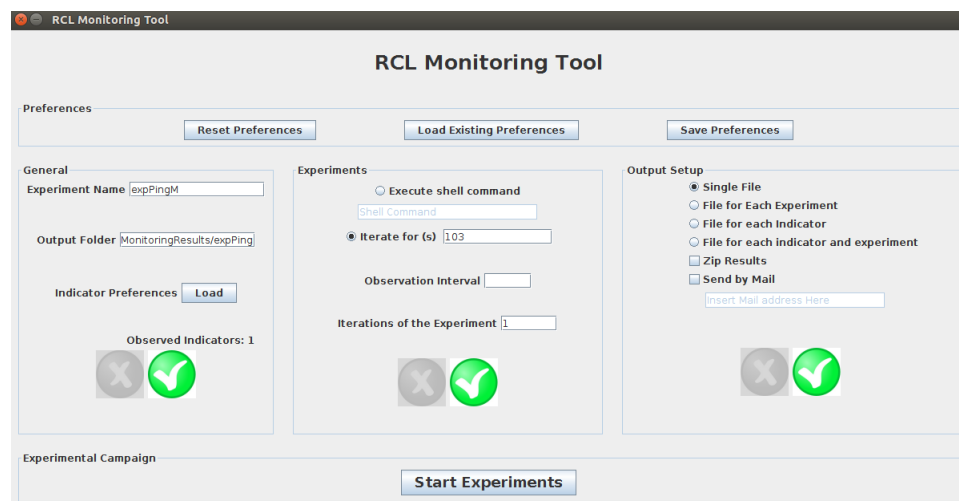 RCL Monitoring Tool
RCL Monitoring Tool
Preferences
Reset Preferences
Load Existing Preferences
Save Preferences
General
Experiment Name expPingM
Output Folder MonitoringResults/expPing
Indicator Preferences Load
Observed Indicators: 1
Experiments
Execute shell command
Shell Command
Iterate for (s) 103
Observation Interval
Iterations of the Experiment 1
Output Setup
Single File
File for Each Experiment
File for each Indicator
File for each indicator and experiment
Zip Results
Send by Mail
Insert Mail address Here
Experimental Campaign
Start Experiments